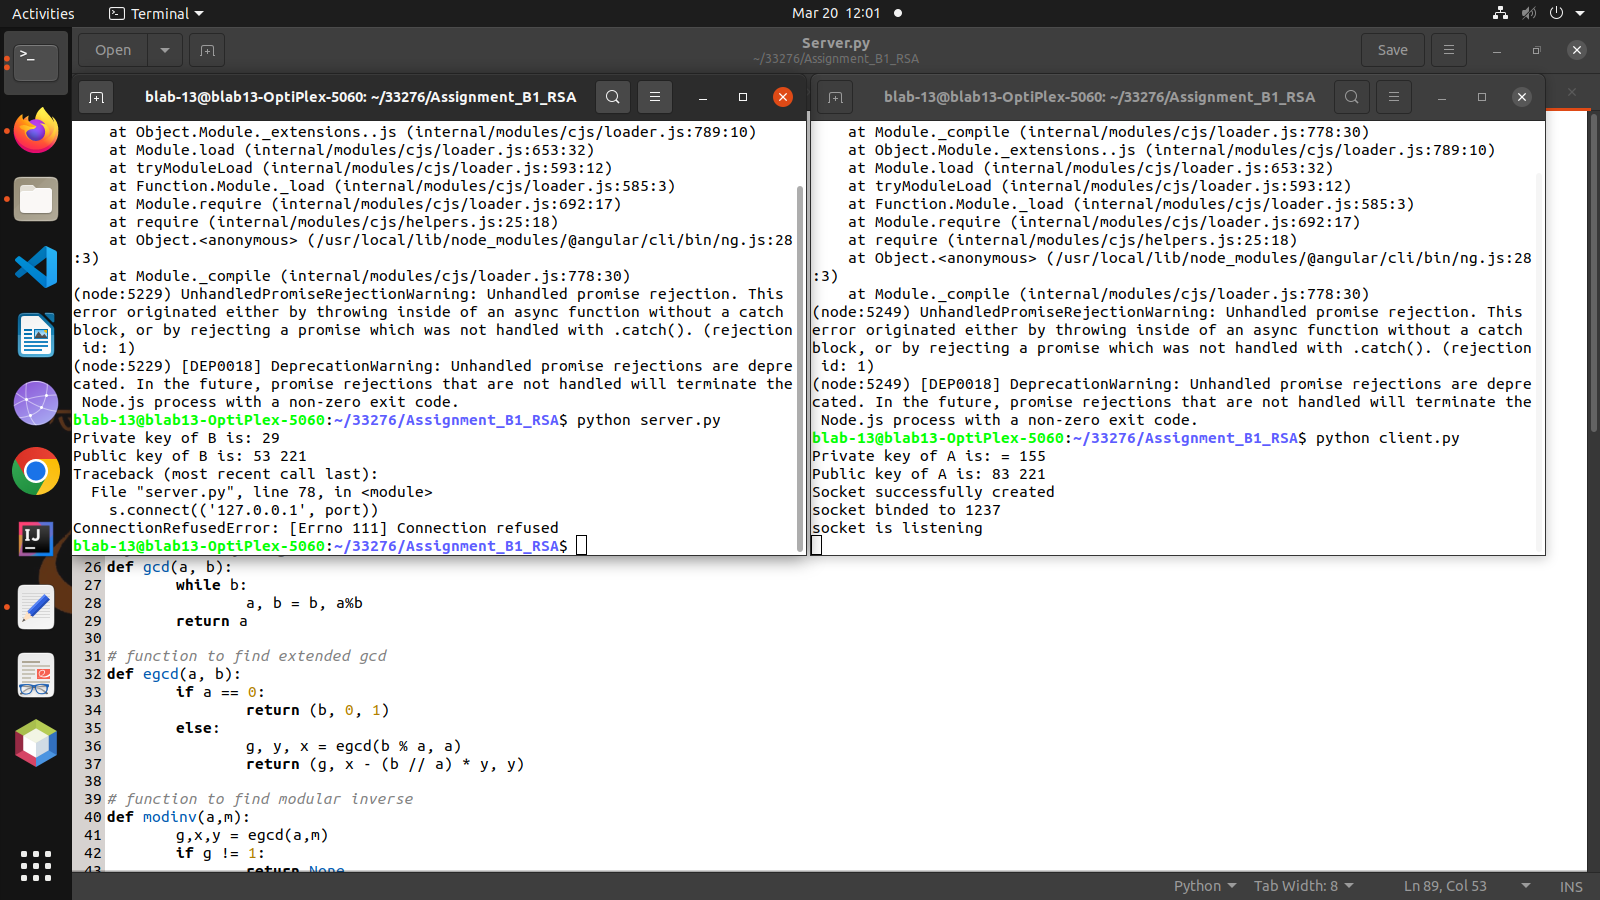 Activities
Terminal
Mar 20 12:01
Open
Server.py
~/33276/Assignment_B1_RSA
Save
blab-13@blab13-OptiPlex-5060: ~/33276/Assignment_B1_RSA
    at Object.Module._extensions..js (internal/modules/cjs/loader.js:789:10)
    at Module.load (internal/modules/cjs/loader.js:653:32)
    at tryModuleLoad (internal/modules/cjs/loader.js:593:12)
    at Function.Module._load (internal/modules/cjs/loader.js:585:3)
    at Module.require (internal/modules/cjs/loader.js:692:17)
    at require (internal/modules/cjs/helpers.js:25:18)
    at Object.<anonymous> (/usr/local/lib/node_modules/@angular/cli/bin/ng.js:28
:3)
    at Module._compile (internal/modules/cjs/loader.js:778:30)
(node:5229) UnhandledPromiseRejectionWarning: Unhandled promise rejection. This
error originated either by throwing inside of an async function without a catch
block, or by rejecting a promise which was not handled with .catch(). (rejection
 id: 1)
(node:5229) [DEP0018] DeprecationWarning: Unhandled promise rejections are depre
cated. In the future, promise rejections that are not handled will terminate the
 Node.js process with a non-zero exit code.
blab-13@blab13-OptiPlex-5060:~/33276/Assignment_B1_RSA$ python server.py
Private key of B is: 29
Public key of B is: 53 221
Traceback (most recent call last):
  File "server.py", line 78, in <module>
    s.connect(('127.0.0.1', port))
ConnectionRefusedError: [Errno 111] Connection refused
blab-13@blab13-OptiPlex-5060:~/33276/Assignment_B1_RSA$
blab-13@blab13-OptiPlex-5060: ~/33276/Assignment_B1_RSA
    at Module._compile (internal/modules/cjs/loader.js:778:30)
    at Object.Module._extensions..js (internal/modules/cjs/loader.js:789:10)
    at Module.load (internal/modules/cjs/loader.js:653:32)
    at tryModuleLoad (internal/modules/cjs/loader.js:593:12)
    at Function.Module._load (internal/modules/cjs/loader.js:585:3)
    at Module.require (internal/modules/cjs/loader.js:692:17)
    at require (internal/modules/cjs/helpers.js:25:18)
    at Object.<anonymous> (/usr/local/lib/node_modules/@angular/cli/bin/ng.js:28
:3)
    at Module._compile (internal/modules/cjs/loader.js:778:30)
(node:5249) UnhandledPromiseRejectionWarning: Unhandled promise rejection. This
error originated either by throwing inside of an async function without a catch
block, or by rejecting a promise which was not handled with .catch(). (rejection
 id: 1)
(node:5249) [DEP0018] DeprecationWarning: Unhandled promise rejections are depre
cated. In the future, promise rejections that are not handled will terminate the
 Node.js process with a non-zero exit code.
blab-13@blab13-OptiPlex-5060:~/33276/Assignment_B1_RSA$ python client.py
Private key of A is: = 155
Public key of A is: 83 221
Socket successfully created
socket binded to 1237
socket is listening
26 def gcd(a, b):
27 while b:
28 a, b = b, a%b
29 return a
30
31 # function to find extended gcd
32 def egcd(a, b):
33 if a == 0:
34 return (b, 0, 1)
35 else:
36 g, y, x = egcd(b % a, a)
37 return (g, x - (b // a) * y, y)
38
39 # function to find modular inverse
40 def modinv(a,m):
41 g,x,y = egcd(a,m)
42 if g != 1:
43 return None
Python
Tab Width: 8
Ln 89, Col 53
INS